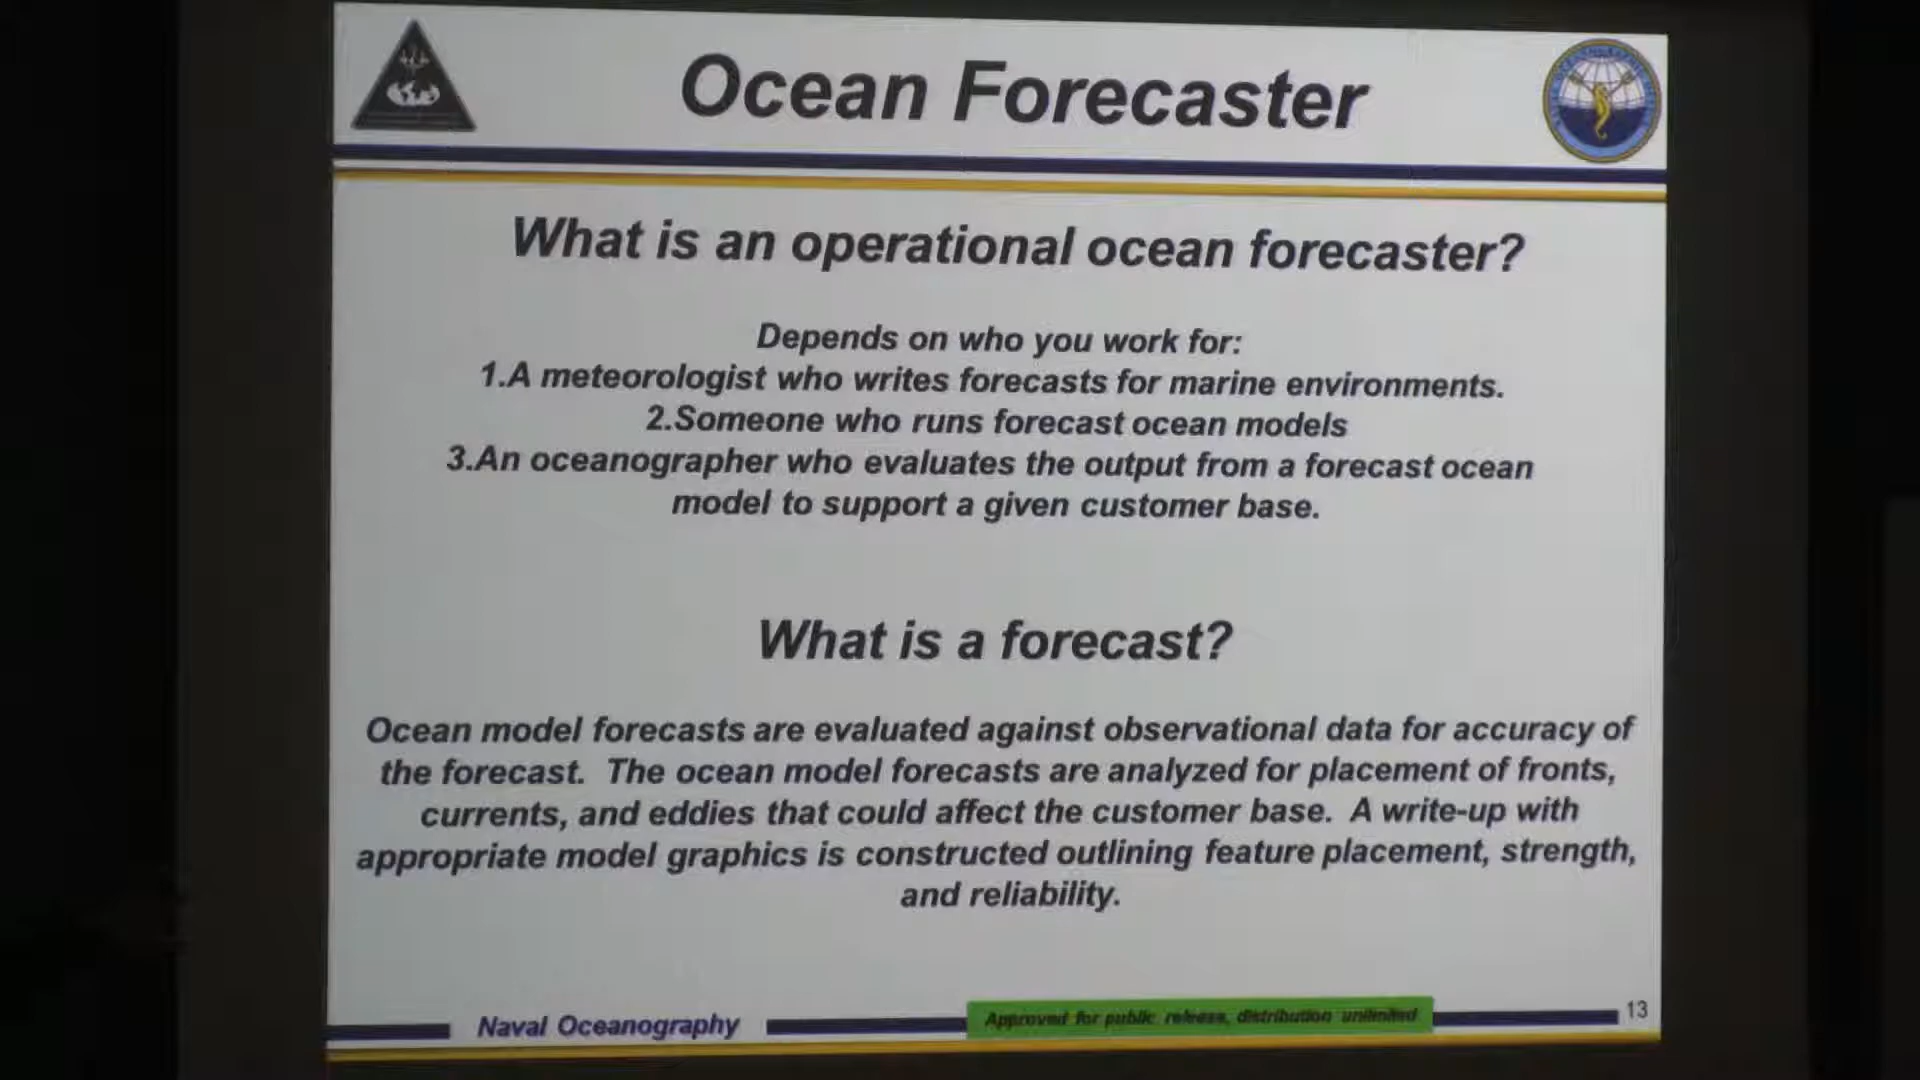 Ocean Forecaster
What is an operational ocean forecaster?
Depends on who you work for:
1.A meteorologist who writes forecasts for marine environments.
2.Someone who runs forecast ocean models
3.An oceanographer who evaluates the output from a forecast ocean
model to support a given customer base.
What is a forecast?
Ocean model forecasts are evaluated against observational data for accuracy of
the forecast.  The ocean model forecasts are analyzed for placement of fronts,
currents, and eddies that could affect the customer base.  A write-up with
appropriate model graphics is constructed outlining feature placement, strength,
and reliability.
Naval Oceanography
Approved for public release, distribution unlimited
13